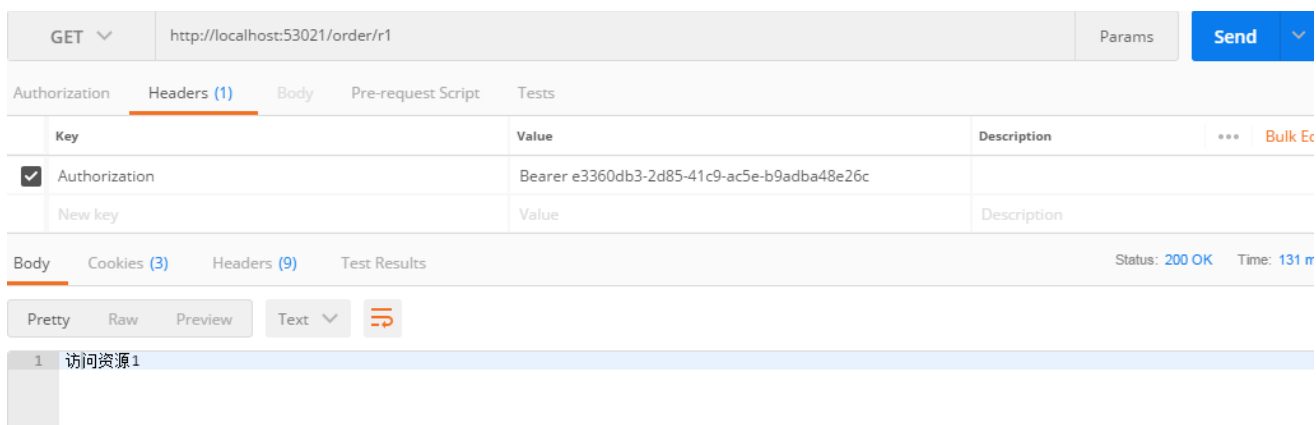 GET http://localhost:53021/order/r1 Params Send
Authorization Headers (1) Body Pre-request Script Tests
Key Value Description Bulk
Authorization Bearer e3360db3-2d85-41c9-ac5e-b9adba48e26c
New key Value Description
Body Cookies (3) Headers (9) Test Results Status: 200 OK Time: 131
Pretty Raw Preview Text
1 访问资源1